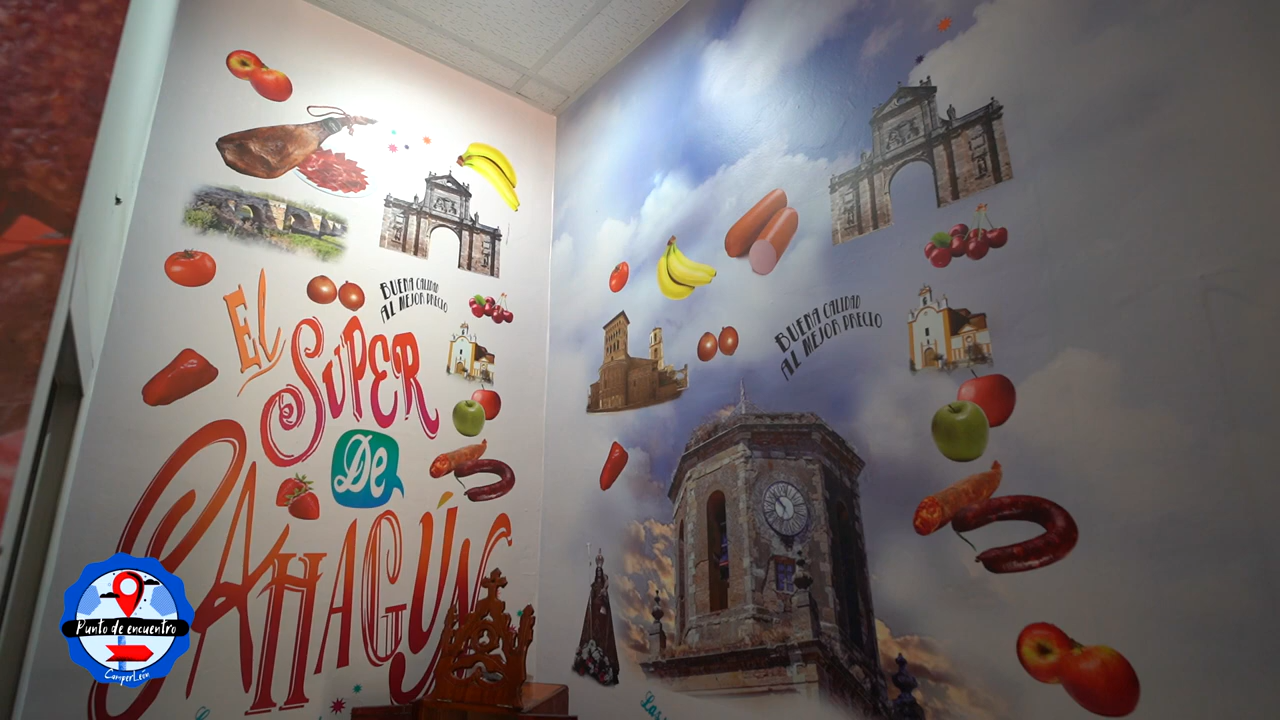 BUENA CALIDAD
AL MEJOR PRECIO
EL
SUPER
DE
SAHAGÚN
BUENA CALIDAD
AL MEJOR PRECIO
Punto de encuentro
CamperLeón